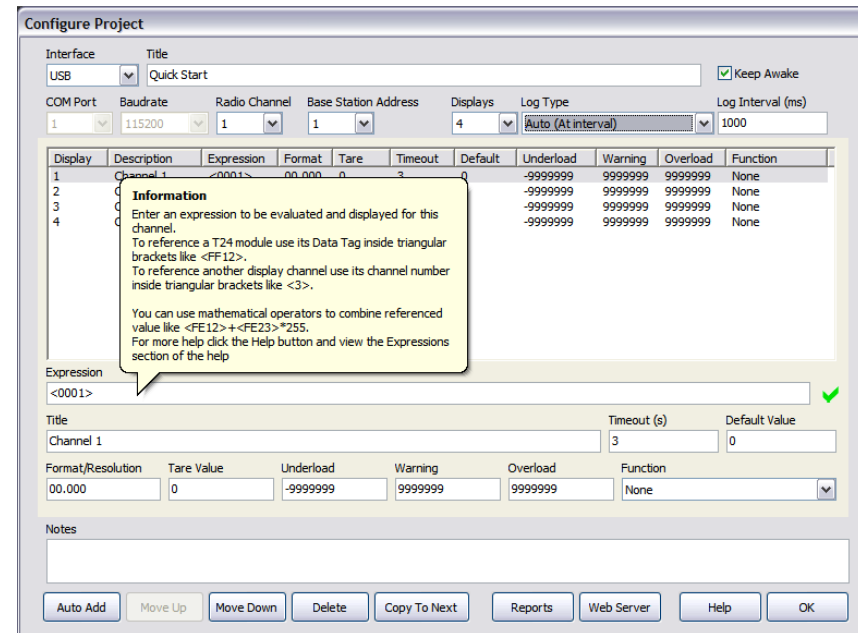 Configure Project
Interface Title
USB Quick Start Keep Awake
COM Port Baudrate Radio Channel Base Station Address Displays Log Type Log Interval (ms)
1 115200 1 1 4 Auto (At interval) 1000
Display Description Expression Format Tare Timeout Default Underload Warning Overload Function
1 Channel 1 <0001> 00.000 0 3 0 -9999999 9999999 9999999 None
2 -9999999 9999999 9999999 None
3 -9999999 9999999 9999999 None
4 -9999999 9999999 9999999 None
Information
Enter an expression to be evaluated and displayed for this
channel.
To reference a T24 module use its Data Tag inside triangular
brackets like <FF12>.
To reference another display channel use its channel number
inside triangular brackets like <3>.
You can use mathematical operators to combine referenced
value like <FE12>+<FE23>*255.
For more help click the Help button and view the Expressions
section of the help
Expression
<0001>
Title Timeout (s) Default Value
Channel 1 3 0
Format/Resolution Tare Value Underload Warning Overload Function
00.000 0 -9999999 9999999 9999999 None
Notes
Auto Add Move Up Move Down Delete Copy To Next Reports Web Server Help OK